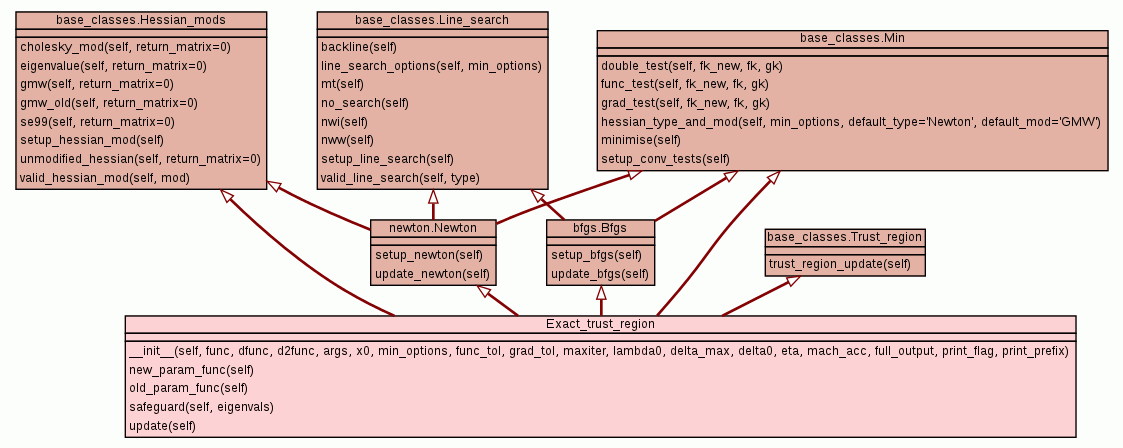 base_classes.Hessian_mods
cholesky_mod(self, return_matrix=0)
eigenvalue(self, return_matrix=0)
gmw(self, return_matrix=0)
gmw_old(self, return_matrix=0)
se99(self, return_matrix=0)
setup_hessian_mod(self)
unmodified_hessian(self, return_matrix=0)
valid_hessian_mod(self, mod)
base_classes.Line_search
backline(self)
line_search_options(self, min_options)
mt(self)
no_search(self)
nwi(self)
nww(self)
setup_line_search(self)
valid_line_search(self, type)
base_classes.Min
double_test(self, fk_new, fk, gk)
func_test(self, fk_new, fk, gk)
grad_test(self, fk_new, fk, gk)
hessian_type_and_mod(self, min_options, default_type='Newton', default_mod='GMW')
minimise(self)
setup_conv_tests(self)
newton.Newton
setup_newton(self)
update_newton(self)
bfgs.Bfgs
setup_bfgs(self)
update_bfgs(self)
base_classes.Trust_region
trust_region_update(self)
Exact_trust_region
__init__(self, func, dfunc, d2func, args, x0, min_options, func_tol, grad_tol, maxiter, lambda0, delta_max, delta0, eta, mach_acc, full_output, print_flag, print_prefix)
new_param_func(self)
old_param_func(self)
safeguard(self, eigenvals)
update(self)